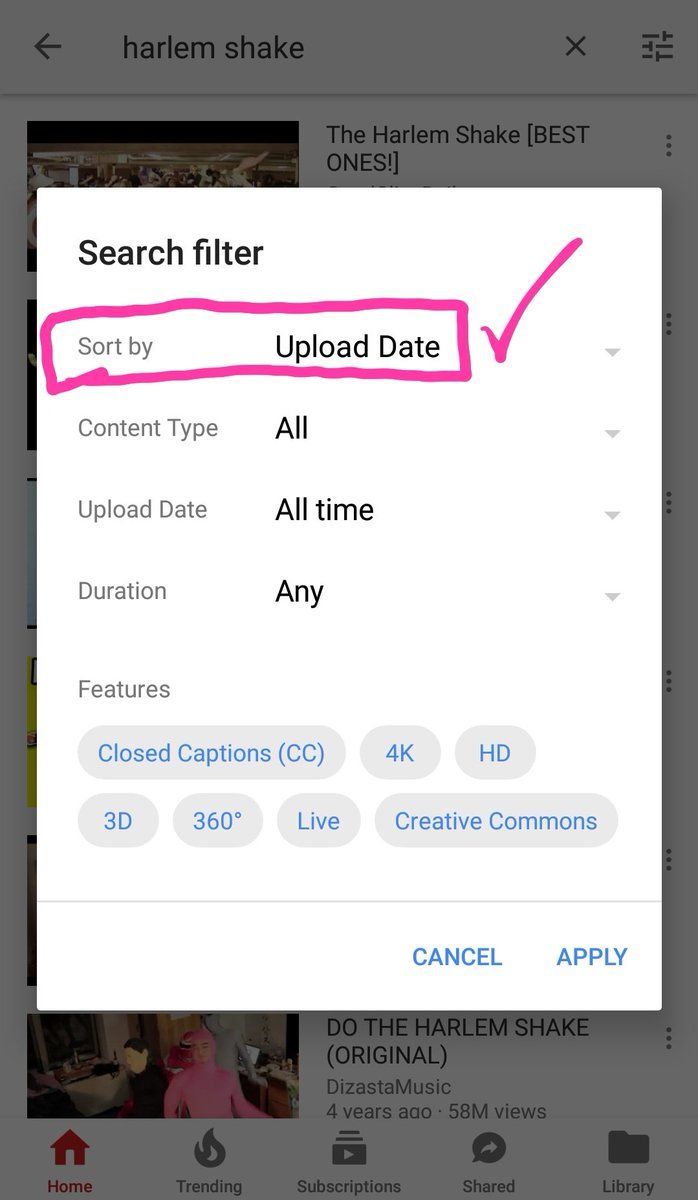 harlem shake
The Harlem Shake [BEST
ONES!]
Search filter
Sort by Upload Date
Content Type All
Upload Date All time
Duration Any
Features
Closed Captions (CC) 4K HD
3D 360° Live Creative Commons
CANCEL APPLY
DO THE HARLEM SHAKE
(ORIGINAL)
DizastaMusic
4 years ago · 58M views
Home Trending Subscriptions Shared Library